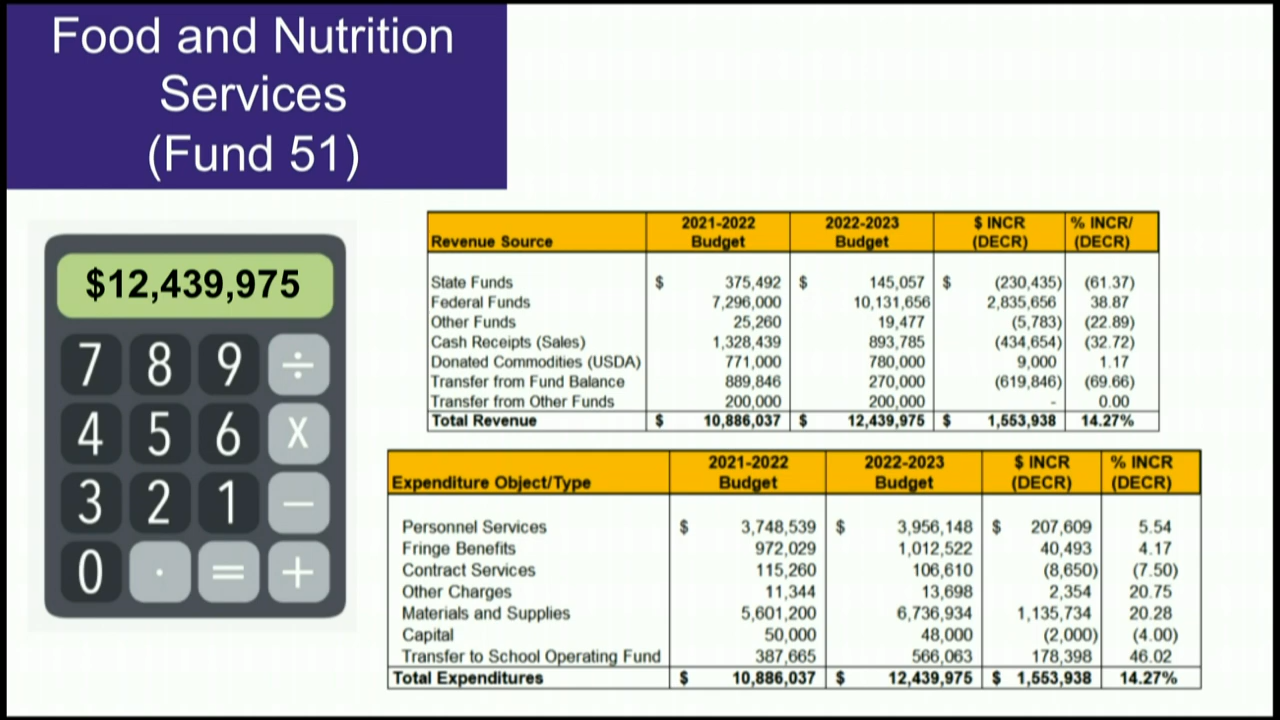 Food and Nutrition
Services
(Fund 51)
$12,439,975
7 8 9 ÷
4 5 6 X
3 2 1 −
0 · = +
Revenue Source 2021-2022 Budget 2022-2023 Budget $ INCR (DECR) % INCR/ (DECR)
State Funds $ 375,492 $ 145,057 $ (230,435) (61.37)
Federal Funds 7,296,000 10,131,656 2,835,656 38.87
Other Funds 25,260 19,477 (5,783) (22.89)
Cash Receipts (Sales) 1,328,439 893,785 (434,654) (32.72)
Donated Commodities (USDA) 771,000 780,000 9,000 1.17
Transfer from Fund Balance 889,846 270,000 (619,846) (69.66)
Transfer from Other Funds 200,000 200,000 - 0.00
Total Revenue $ 10,886,037 $ 12,439,975 $ 1,553,938 14.27%
Expenditure Object/Type 2021-2022 Budget 2022-2023 Budget $ INCR (DECR) % INCR (DECR)
Personnel Services $ 3,748,539 $ 3,956,148 $ 207,609 5.54
Fringe Benefits 972,029 1,012,522 40,493 4.17
Contract Services 115,260 106,610 (8,650) (7.50)
Other Charges 11,344 13,698 2,354 20.75
Materials and Supplies 5,601,200 6,736,934 1,135,734 20.28
Capital 50,000 48,000 (2,000) (4.00)
Transfer to School Operating Fund 387,665 566,063 178,398 46.02
Total Expenditures $ 10,886,037 $ 12,439,975 $ 1,553,938 14.27%